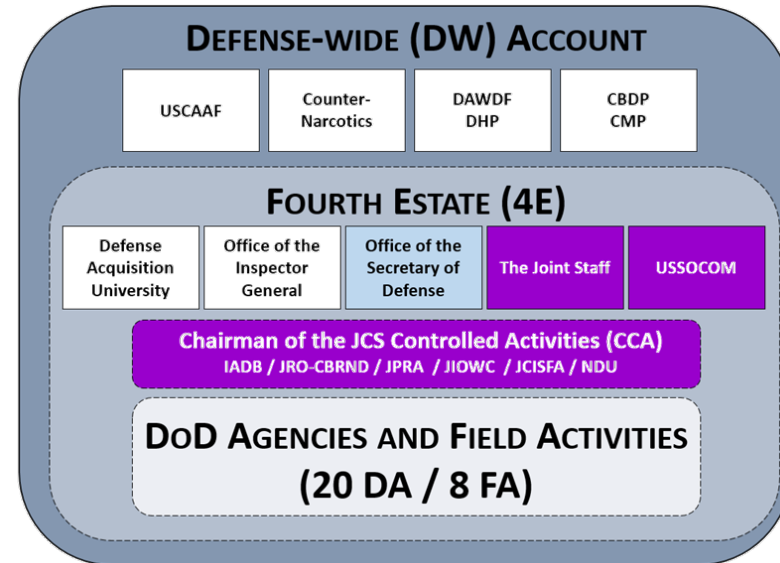 DEFENSE-WIDE (DW) ACCOUNT
USCAAF
Counter-
Narcotics
DAWDF
DHP
CBDP
CMP
FOURTH ESTATE (4E)
Defense
Acquisition
University
Office of the
Inspector
General
Office of the
Secretary of
Defense
The Joint Staff
USSOCOM
Chairman of the JCS Controlled Activities (CCA)
IADB / JRO-CBRND / JPRA / JIOWC / JCISFA / NDU
DOD AGENCIES AND FIELD ACTIVITIES
(20 DA / 8 FA)